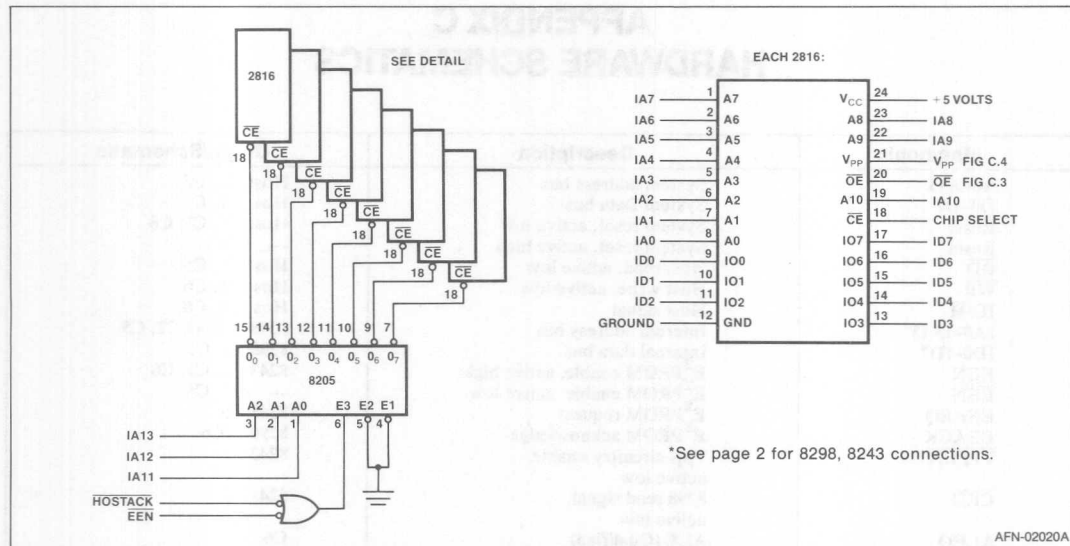 SEE DETAIL
2816
CE
18
CE
18
CE
18
CE
18
CE
18
CE
18
CE
18
CE
18
15 14 13 12 11 10 9 7
O0 O1 O2 O3 O4 O5 O6 O7
8205
A2 A1 A0 E3 E2 E1
3 2 1 6 5 4
IA13
IA12
IA11
HOSTACK
EEN
EACH 2816:
IA7 1 A7 VCC 24 +5 VOLTS
IA6 2 A6 A8 23 IA8
IA5 3 A5 A9 22 IA9
IA4 4 A4 VPP 21 VPP FIG C.4
IA3 5 A3 OE 20 OE FIG C.3
IA2 6 A2 A10 19 IA10
IA1 7 A1 CE 18 CHIP SELECT
IA0 8 A0 IO7 17 ID7
ID0 9 IO0 IO6 16 ID6
ID1 10 IO1 IO5 15 ID5
ID2 11 IO2 IO4 14 ID4
GROUND 12 GND IO3 13 ID3
*See page 2 for 8298, 8243 connections.
AFN-02020A